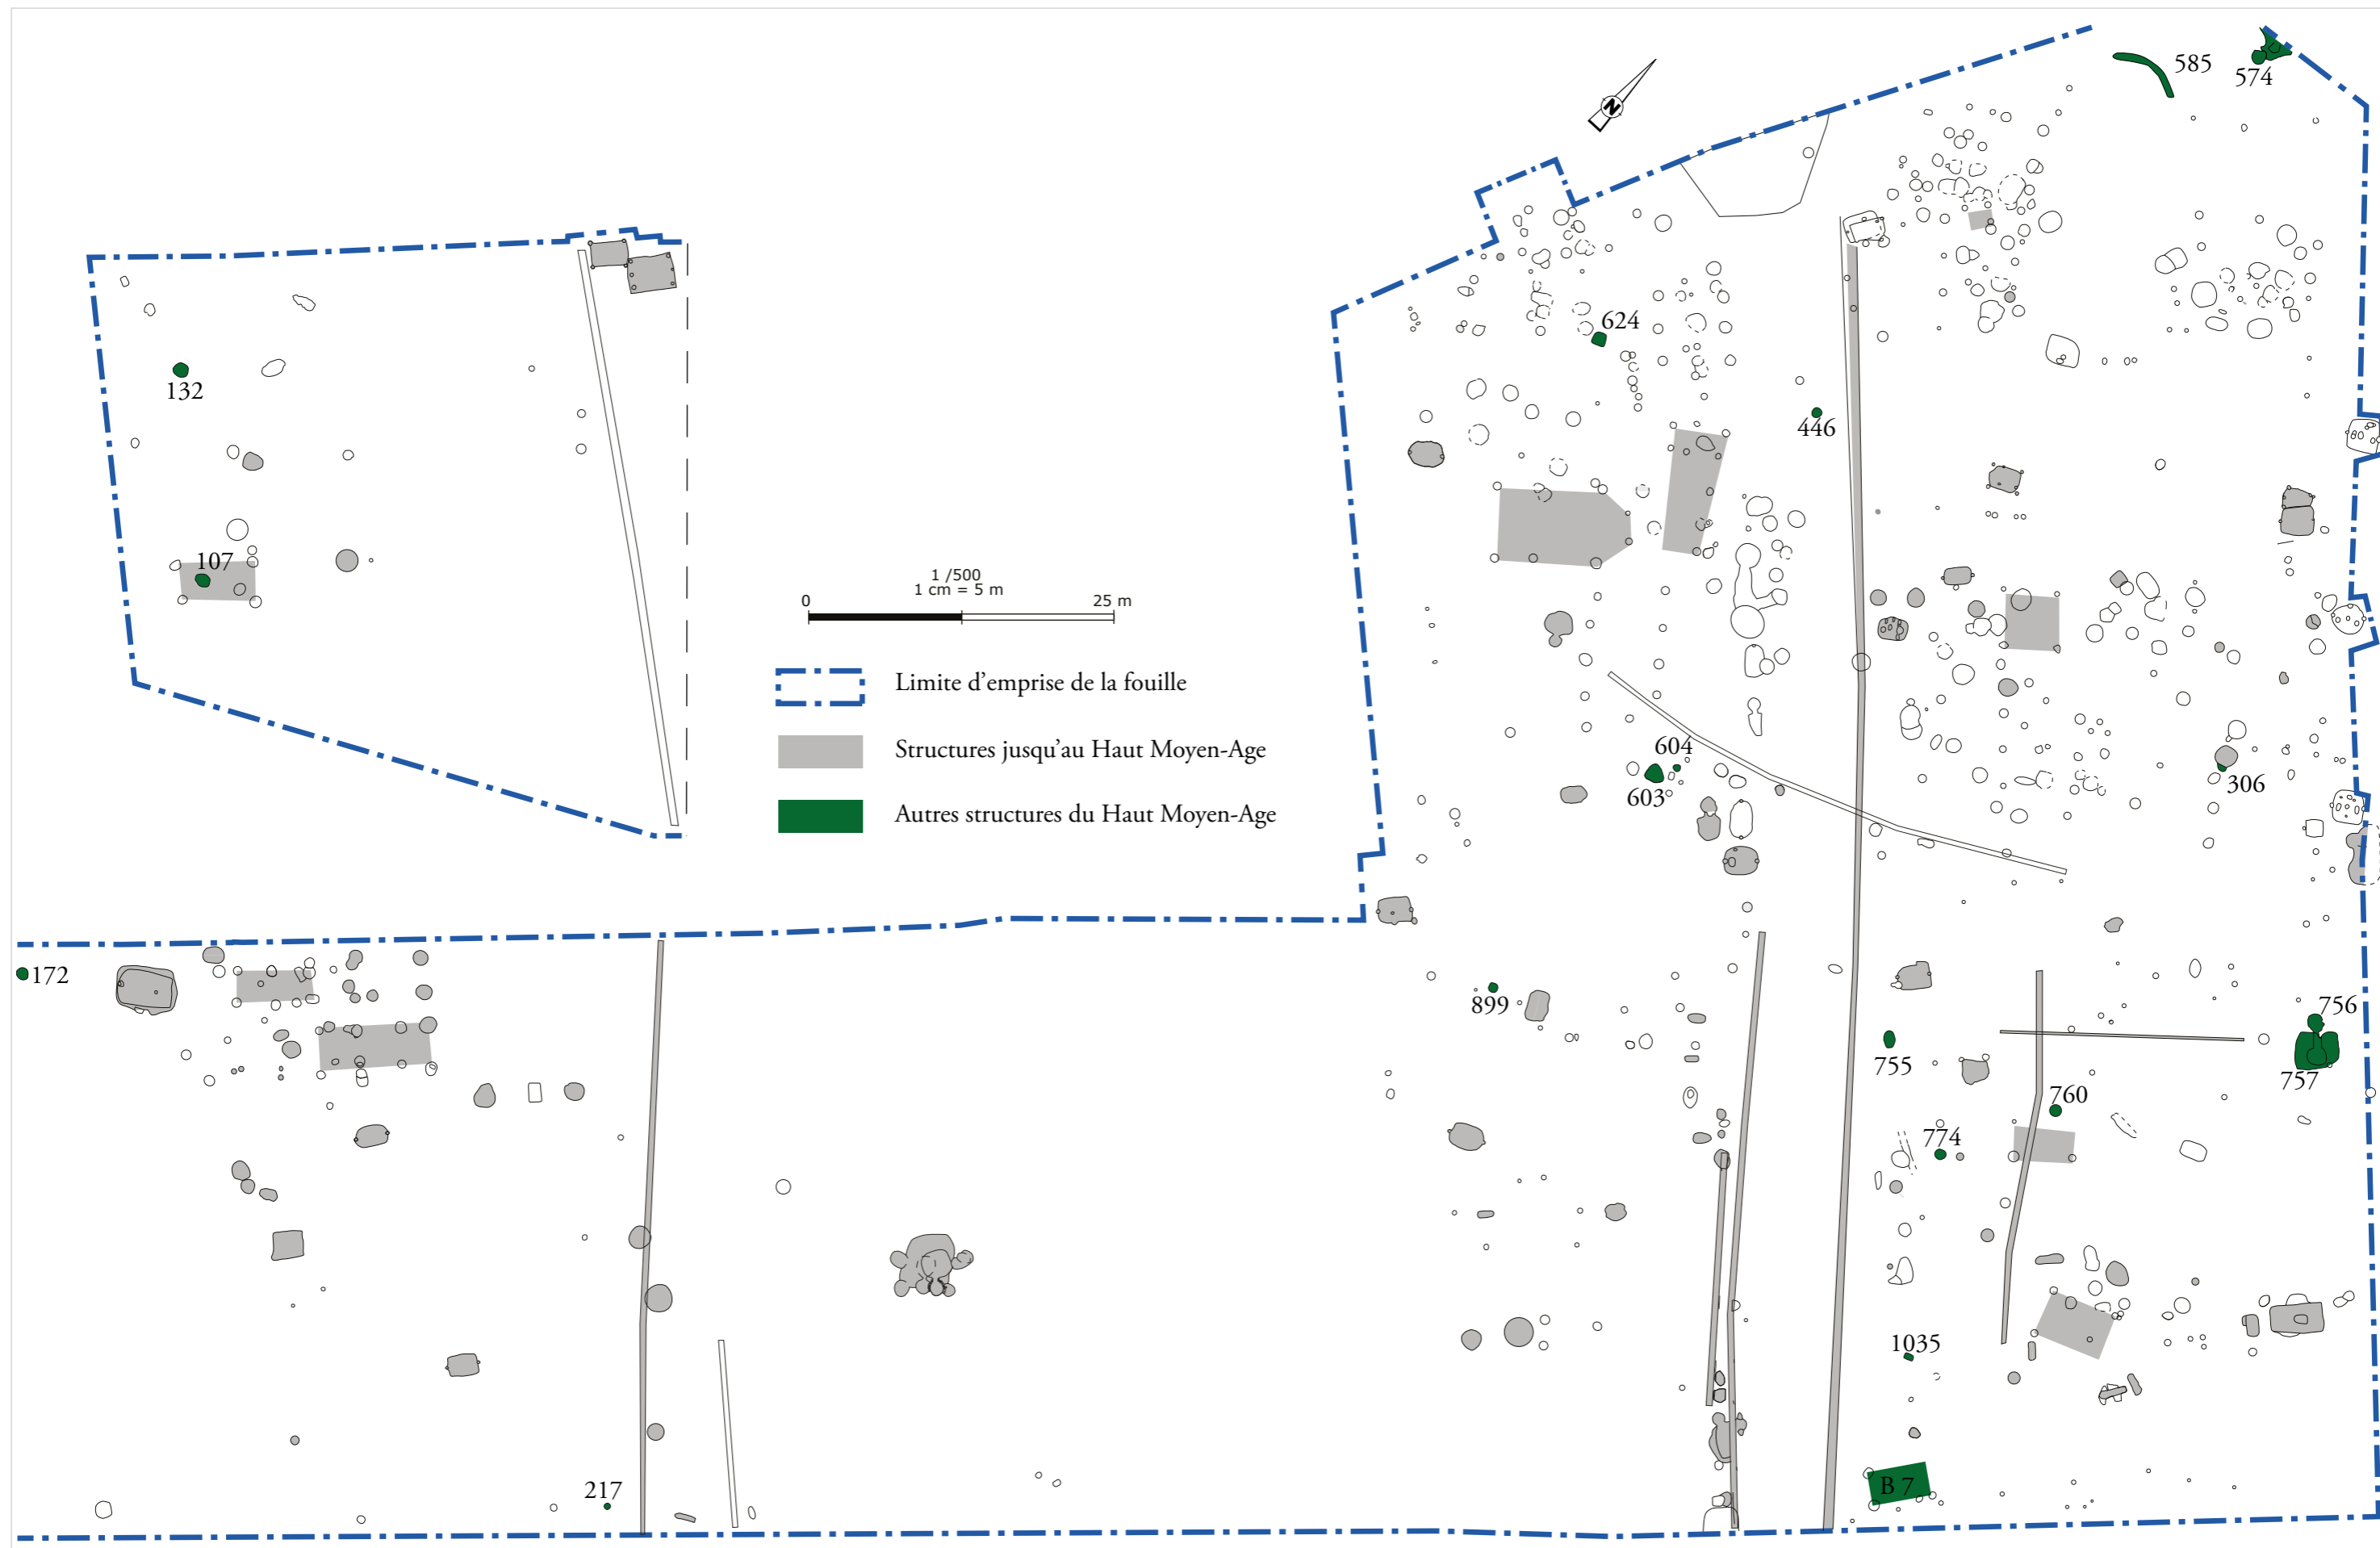 585
574
N
624
132
446
107
1 /500
1 cm = 5 m
0
25 m
Limite d’emprise de la fouille
Structures jusqu’au Haut Moyen-Age
604
306
603
Autres structures du Haut Moyen-Age
172
899
756
755
757
760
774
1035
B 7
217